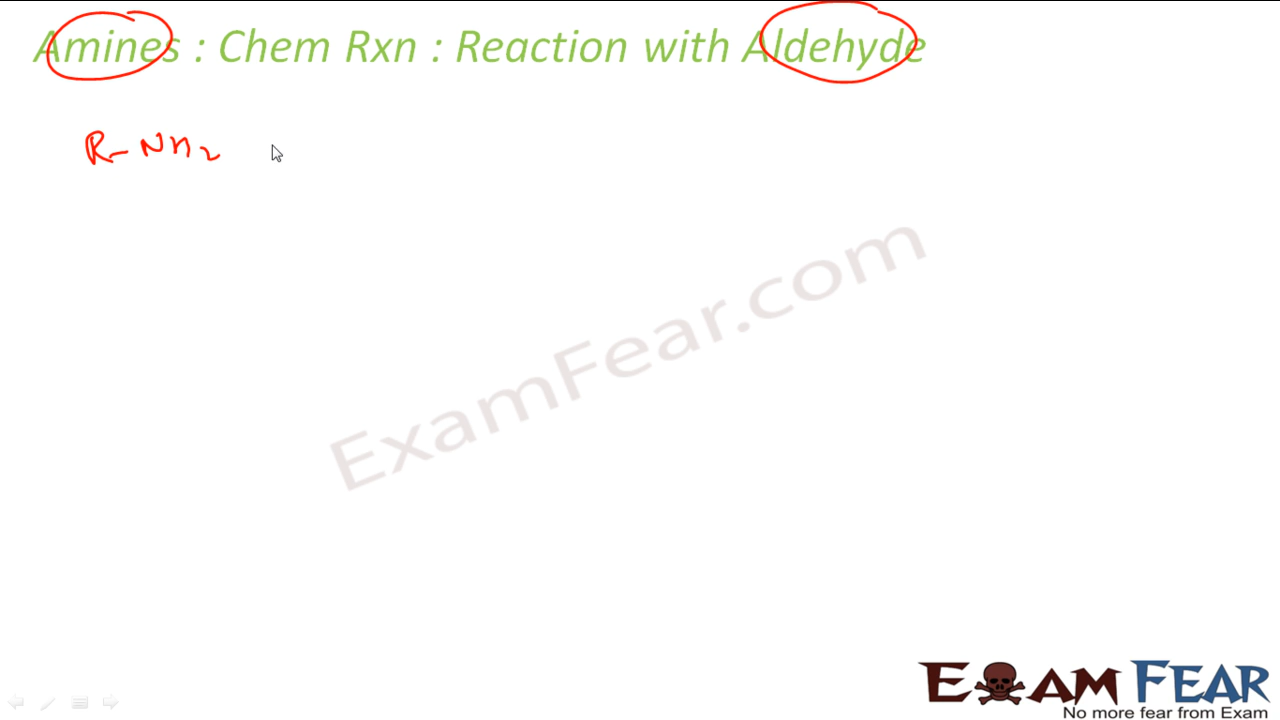 Amines : Chem Rxn : Reaction with Aldehyde
R-NH2
ExamFear.com
EXAM FEAR
No more fear from Exam